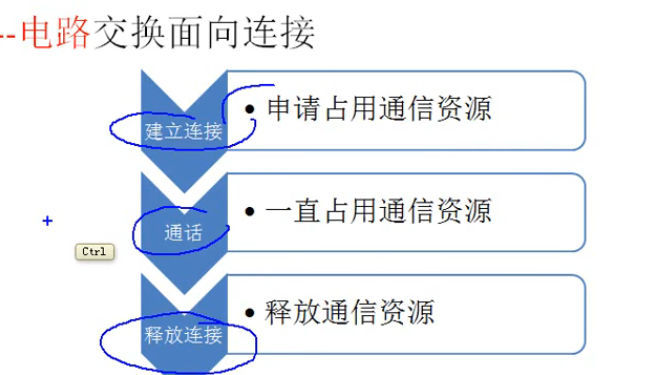 --电路交换面向连接
建立连接
• 申请占用通信资源
通话
• 一直占用通信资源
Ctrl
释放连接
• 释放通信资源